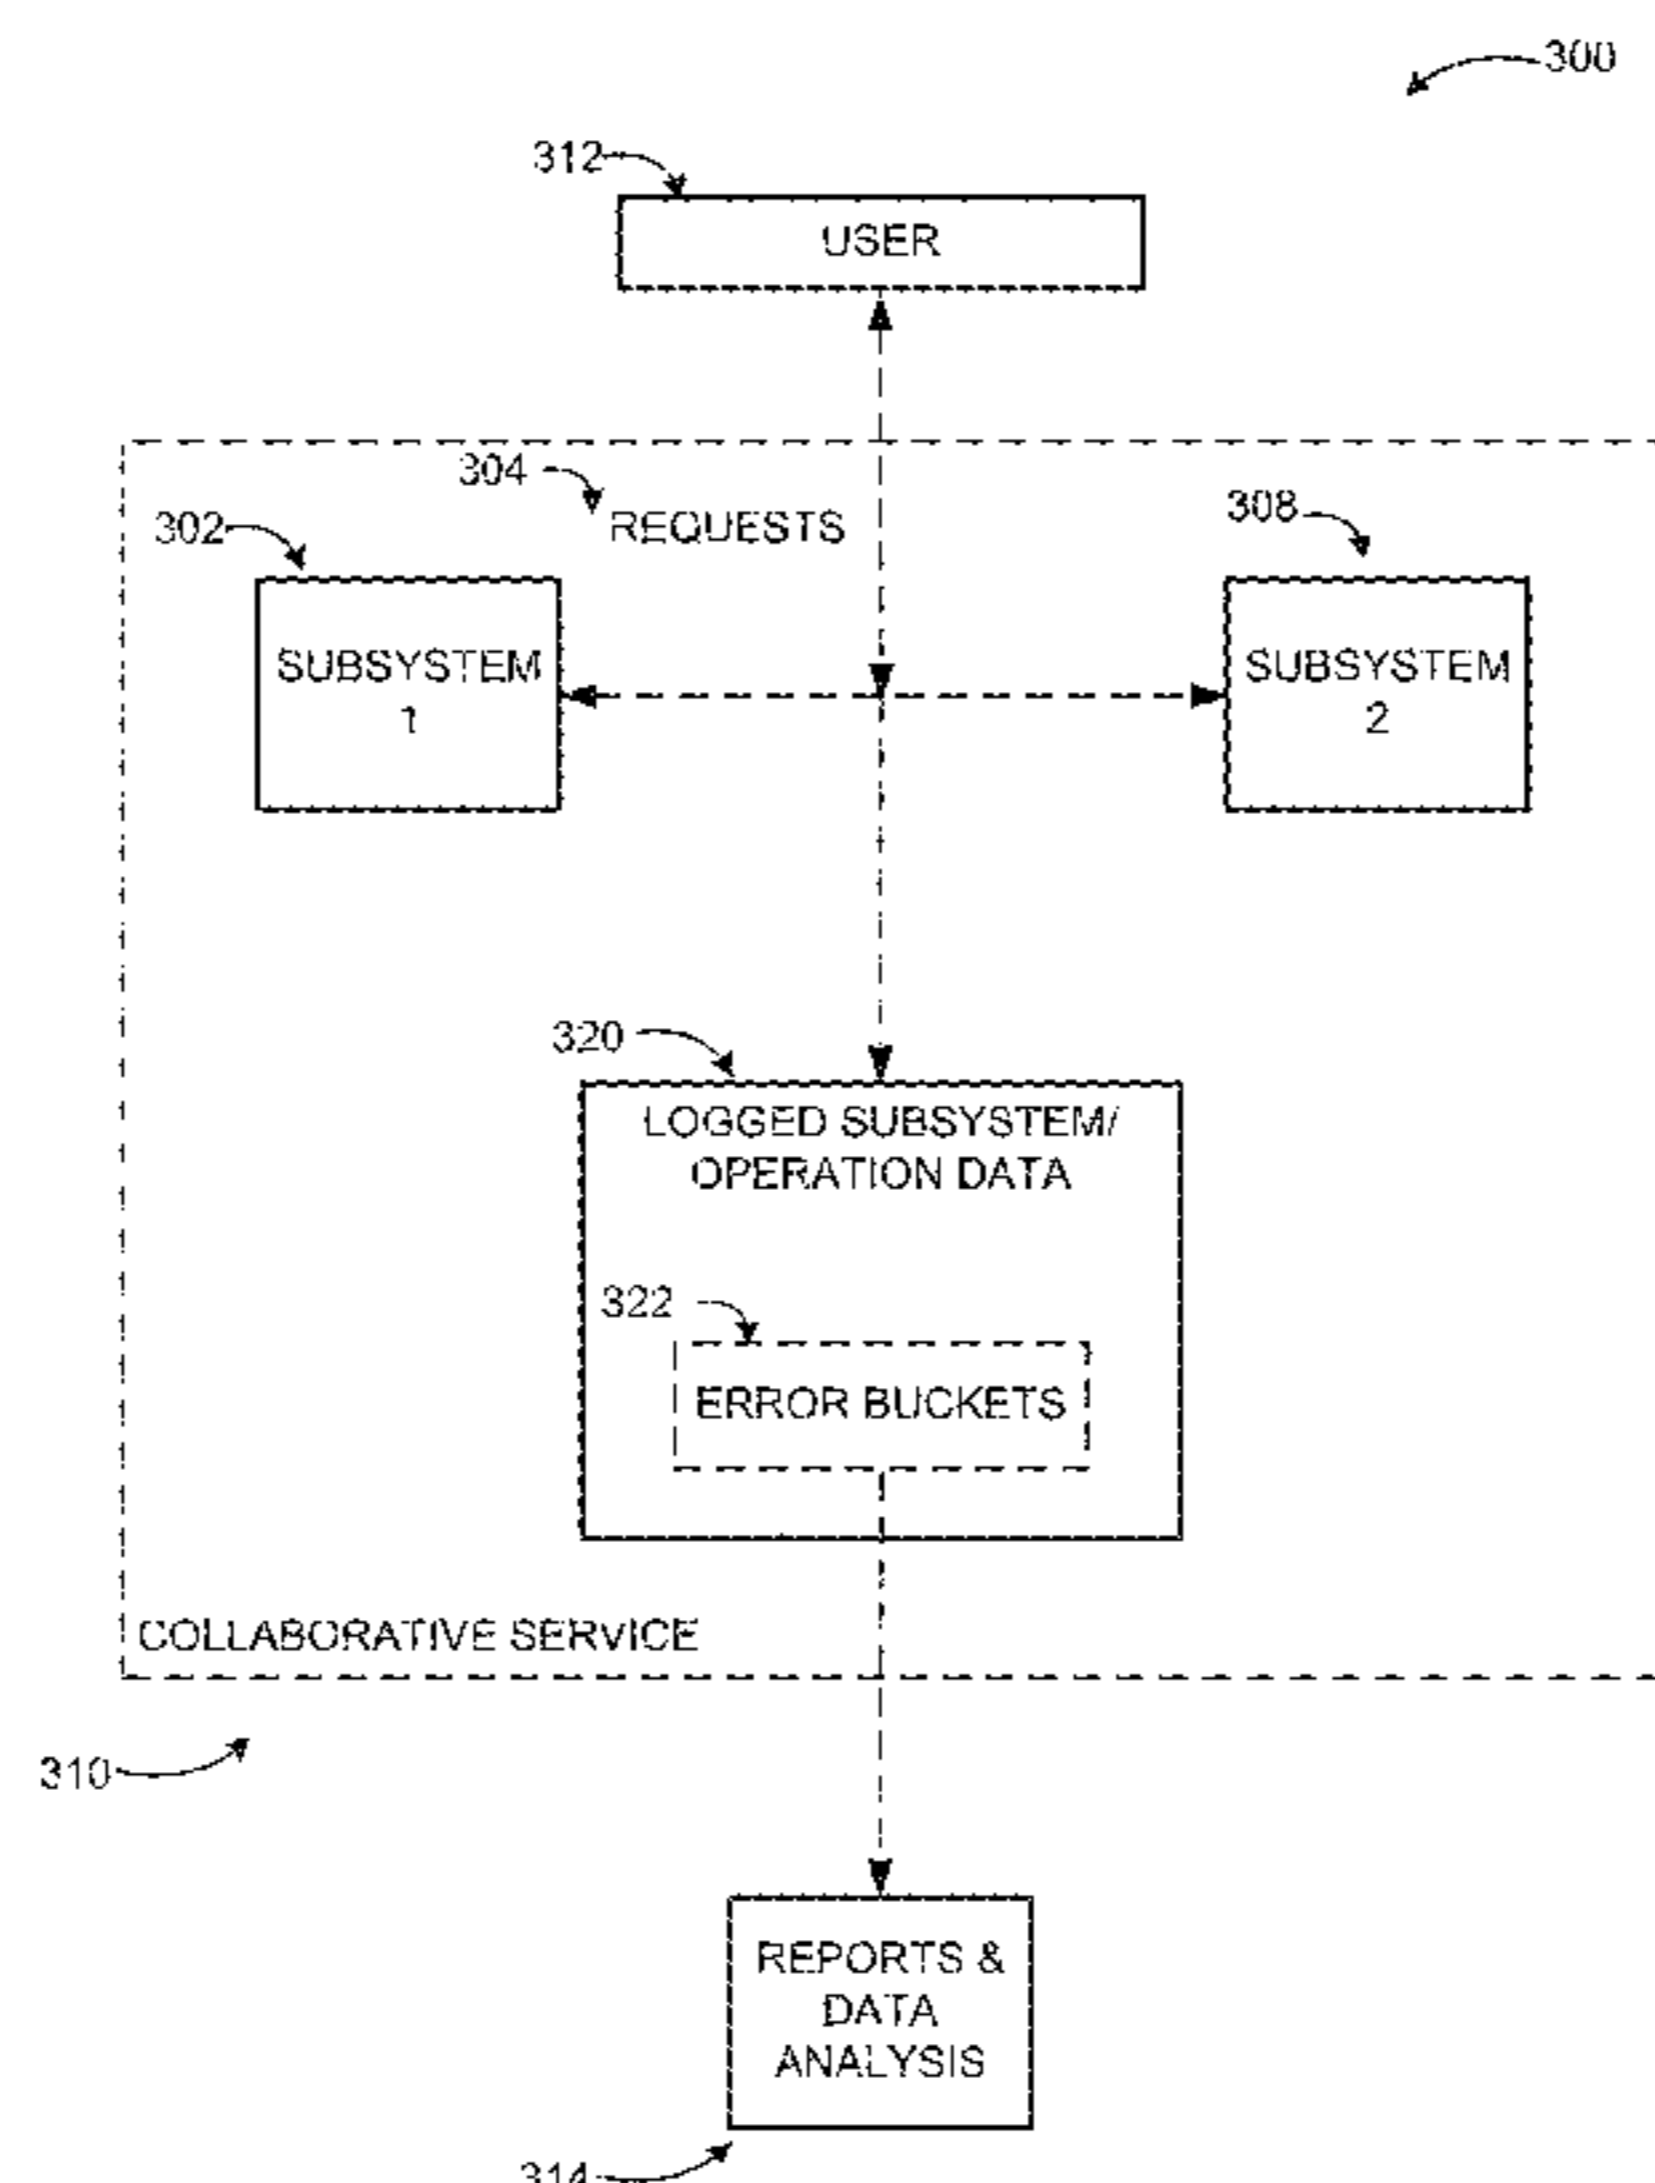 300
312
USER
304
REQUESTS
302
308
SUBSYSTEM
1
SUBSYSTEM
2
320
LOGGED SUBSYSTEM/
OPERATION DATA
322
ERROR BUCKETS
COLLABORATIVE SERVICE
310
REPORTS &
DATA
ANALYSIS
314